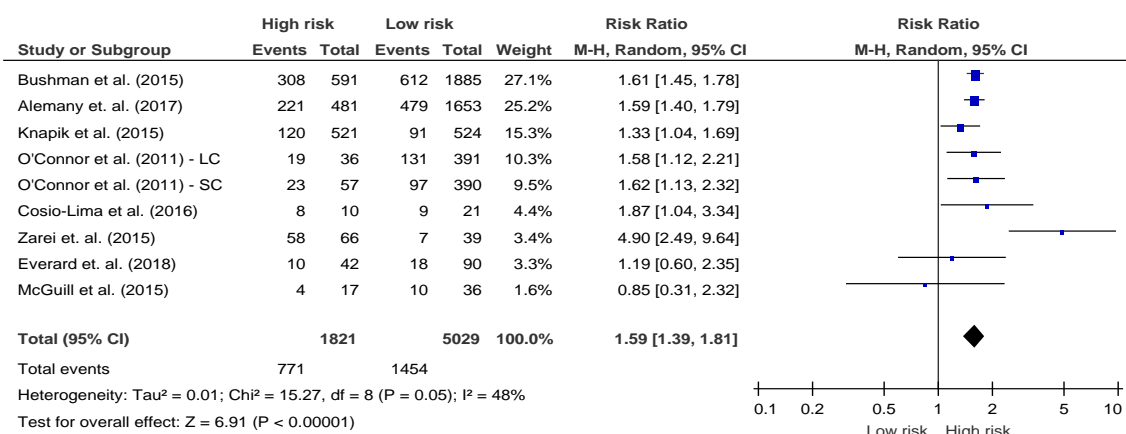 High risk Low risk Risk Ratio Risk Ratio
Study or Subgroup Events Total Events Total Weight M-H, Random, 95% CI M-H, Random, 95% CI
Bushman et al. (2015) 308 591 612 1885 27.1% 1.61 [1.45, 1.78]
Alemany et. al. (2017) 221 481 479 1653 25.2% 1.59 [1.40, 1.79]
Knapik et al. (2015) 120 521 91 524 15.3% 1.33 [1.04, 1.69]
O'Connor et al. (2011) - LC 19 36 131 391 10.3% 1.58 [1.12, 2.21]
O'Connor et al. (2011) - SC 23 57 97 390 9.5% 1.62 [1.13, 2.32]
Cosio-Lima et al. (2016) 8 10 9 21 4.4% 1.87 [1.04, 3.34]
Zarei et. al. (2015) 58 66 7 39 3.4% 4.90 [2.49, 9.64]
Everard et. al. (2018) 10 42 18 90 3.3% 1.19 [0.60, 2.35]
McGuill et al. (2015) 4 17 10 36 1.6% 0.85 [0.31, 2.32]
Total (95% CI) 1821 5029 100.0% 1.59 [1.39, 1.81]
Total events 771 1454
Heterogeneity: Tau² = 0.01; Chi² = 15.27, df = 8 (P = 0.05); I² = 48%
Test for overall effect: Z = 6.91 (P < 0.00001)
0.1 0.2 0.5 1 2 5 10
Low risk High risk